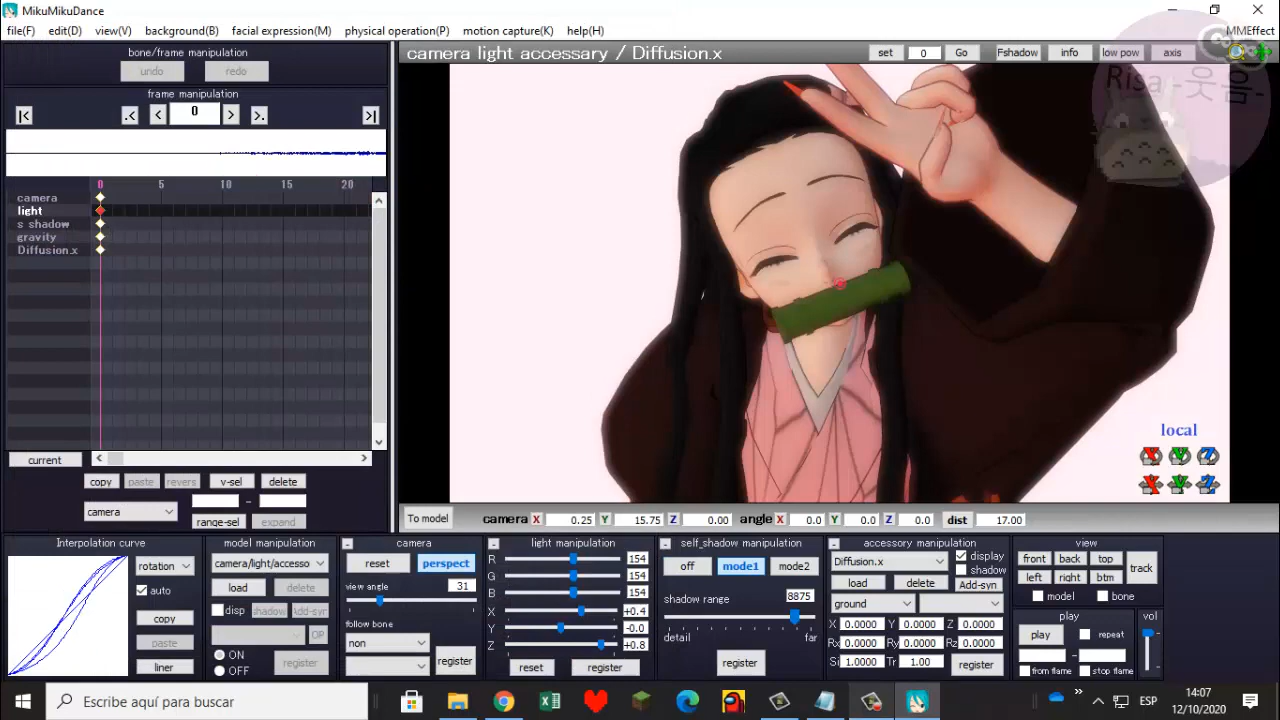 MikuMikuDance
file(F) edit(D) view(V) background(B) facial expression(M) physical operation(P) motion capture(K) help(H) MMEffect
bone/frame manipulation
undo redo
frame manipulation
|< .< < 0 > >. >|
0 5 10 15 20
camera
light
s shadow
gravity
Diffusion.x
current
copy paste revers v-sel delete
camera -
range-sel expand
camera light accessary / Diffusion.x set 0 Go Fshadow info low pow axis
Risa -웃음-
local
X Y Z
X Y Z
To model camera X 0.25 Y 15.75 Z 0.00 angle X 0.0 Y 0.0 Z 0.0 dist 17.00
Interpolation curve
rotation
auto
copy
paste
liner
model manipulation
camera/light/accesso
load delete
disp shadow Add-syn
OP
ON
OFF
register
- camera
reset perspect
view angle 31
follow bone
non
register
- light manipulation
R 154
G 154
B 154
X +0.4
Y -0.0
Z +0.8
reset register
- self_shadow manipulation
off mode1 mode2
shadow range 8875
detail far
register
- accessory manipulation
Diffusion.x display
shadow
load delete Add-syn
ground
X 0.0000 Y 0.0000 Z 0.0000
Rx 0.0000 Ry 0.0000 Rz 0.0000
Si 1.0000 Tr 1.00 register
view
front back top
left right btm
track
model bone
play
play repeat
-
from flame stop flame
vol
Escribe aquí para buscar
ESP
14:07
12/10/2020